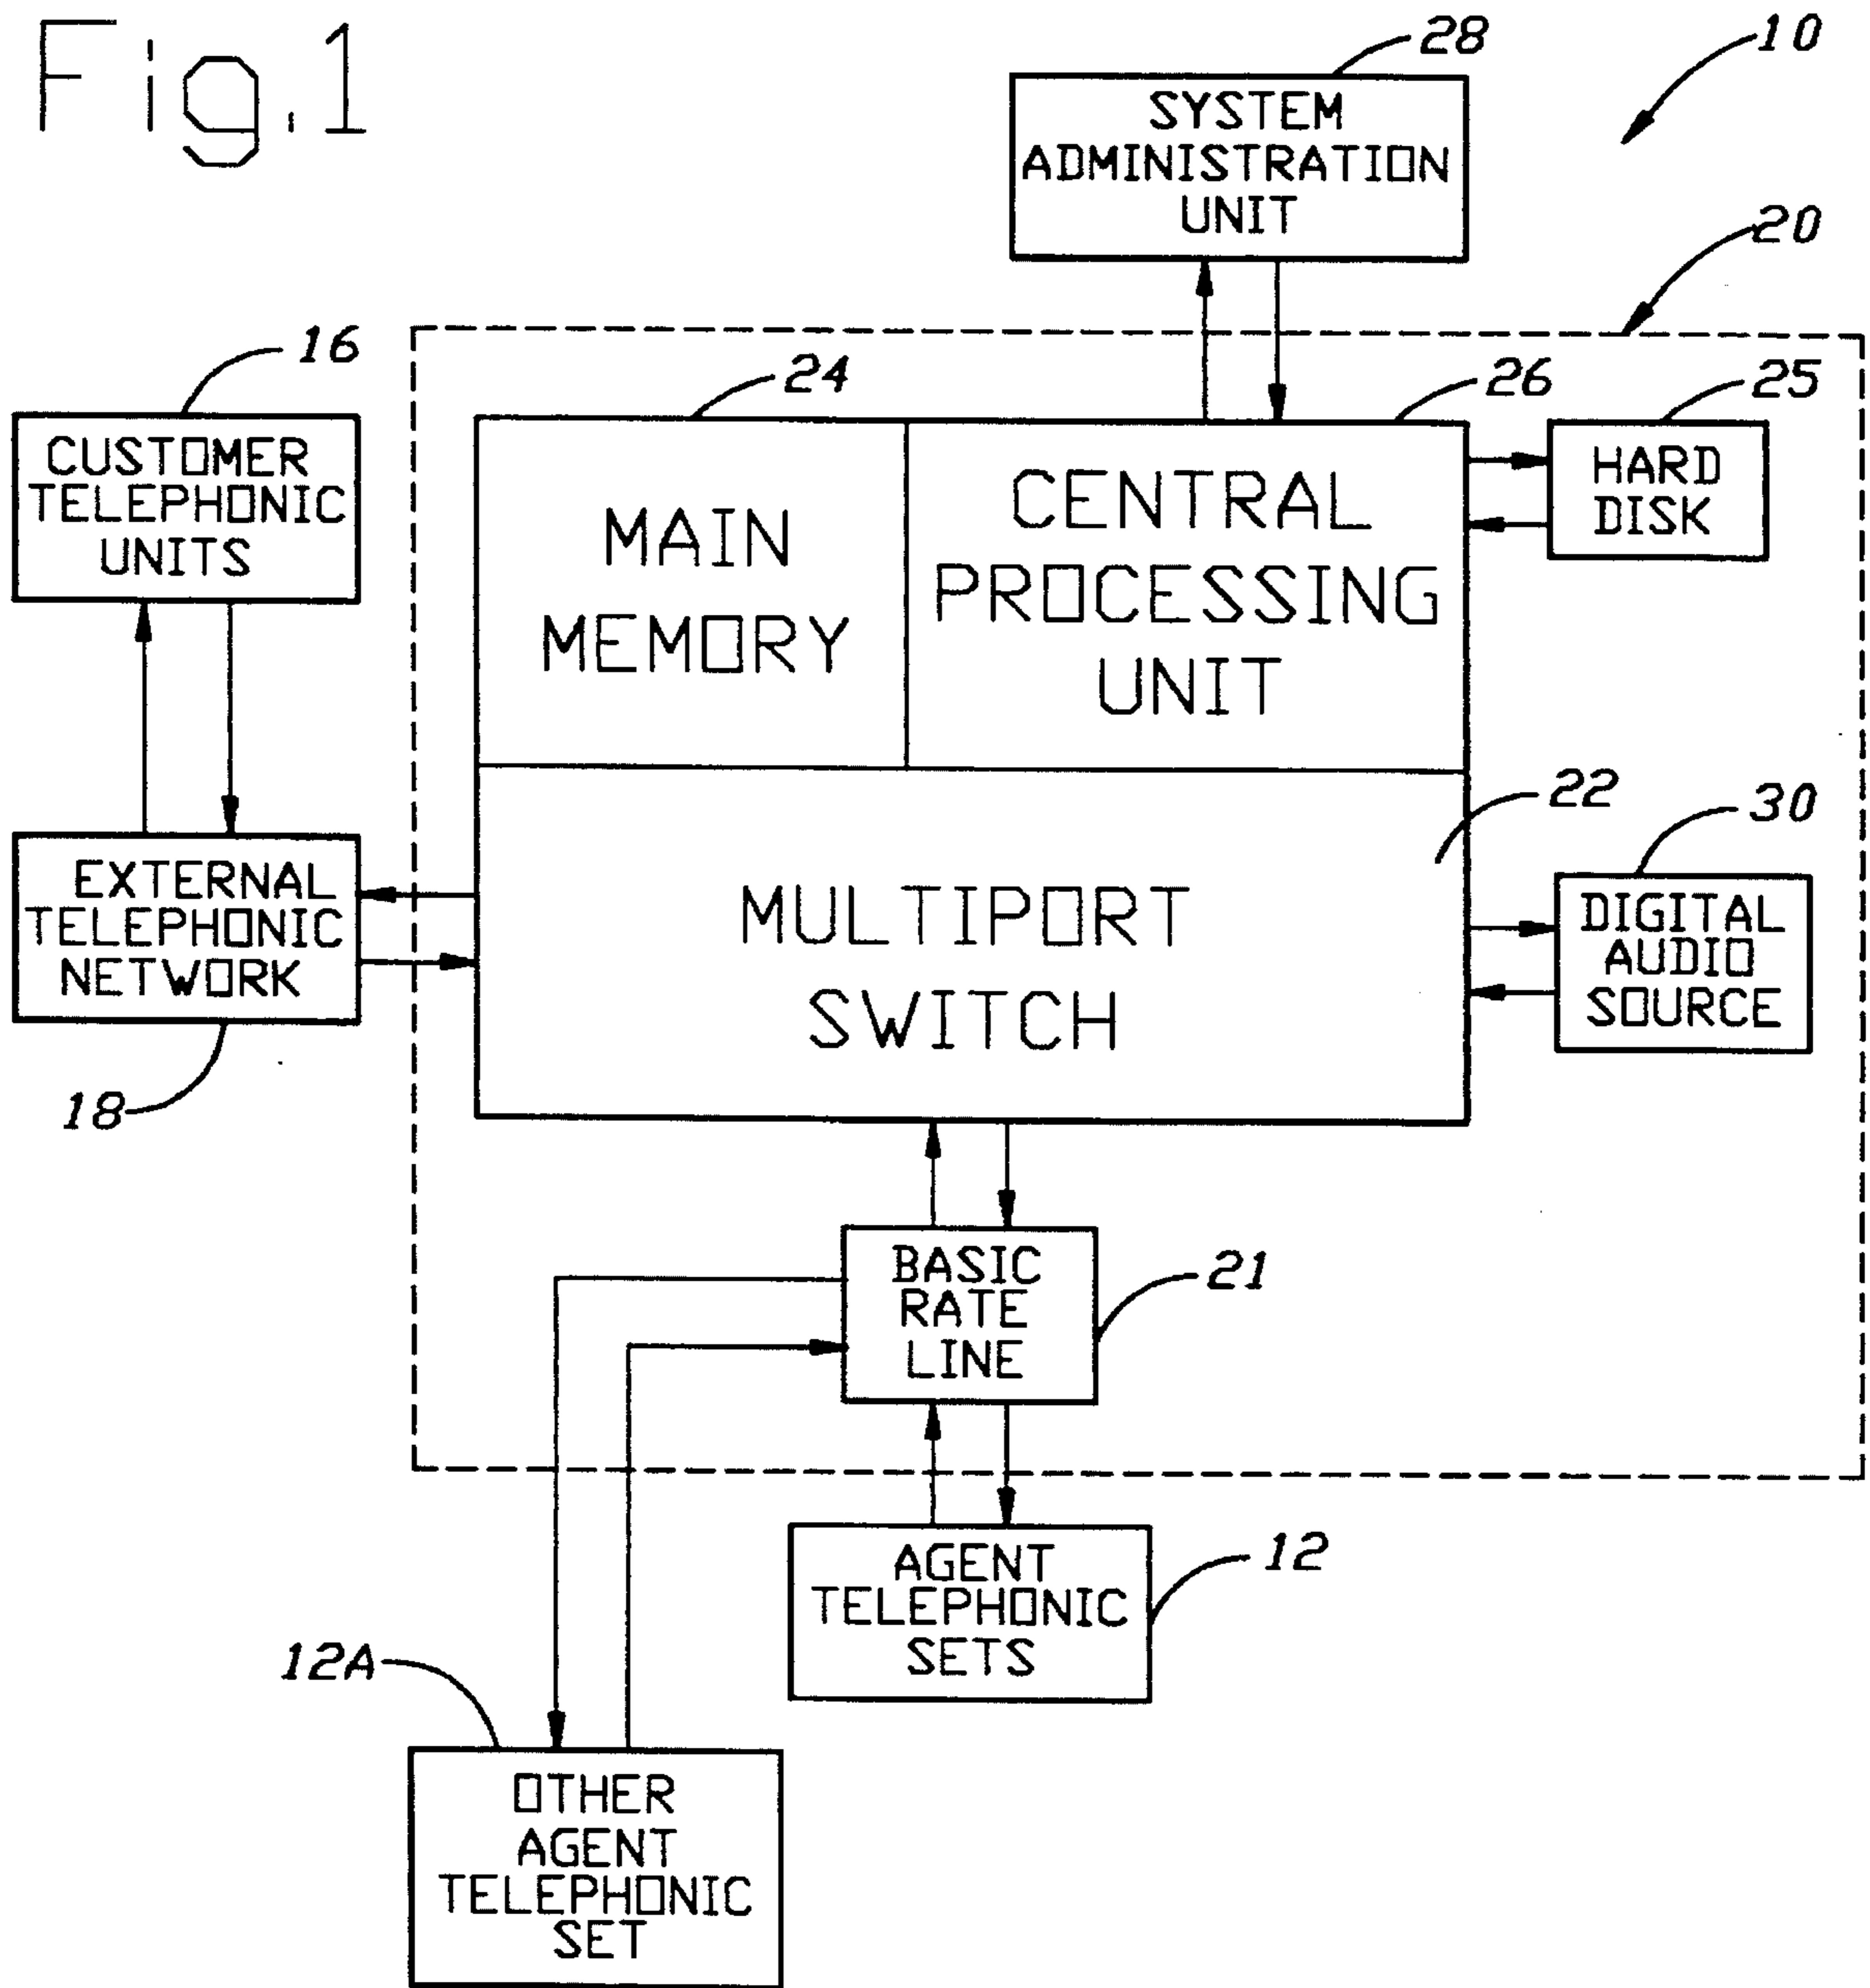 Fig.1
28
10
SYSTEM
ADMINISTRATION
UNIT
20
16
24
26
25
CUSTOMER
TELEPHONIC
UNITS
MAIN
MEMORY
CENTRAL
PROCESSING
UNIT
HARD
DISK
22
30
EXTERNAL
TELEPHONIC
NETWORK
MULTIPORT
SWITCH
DIGITAL
AUDIO
SOURCE
18
BASIC
RATE
LINE
21
AGENT
TELEPHONIC
SETS
12
12A
OTHER
AGENT
TELEPHONIC
SET